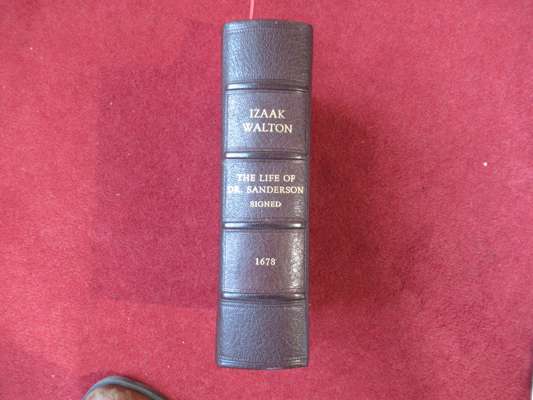 IZAAK
WALTON
THE LIFE OF
DR. SANDERSON
SIGNED
1678